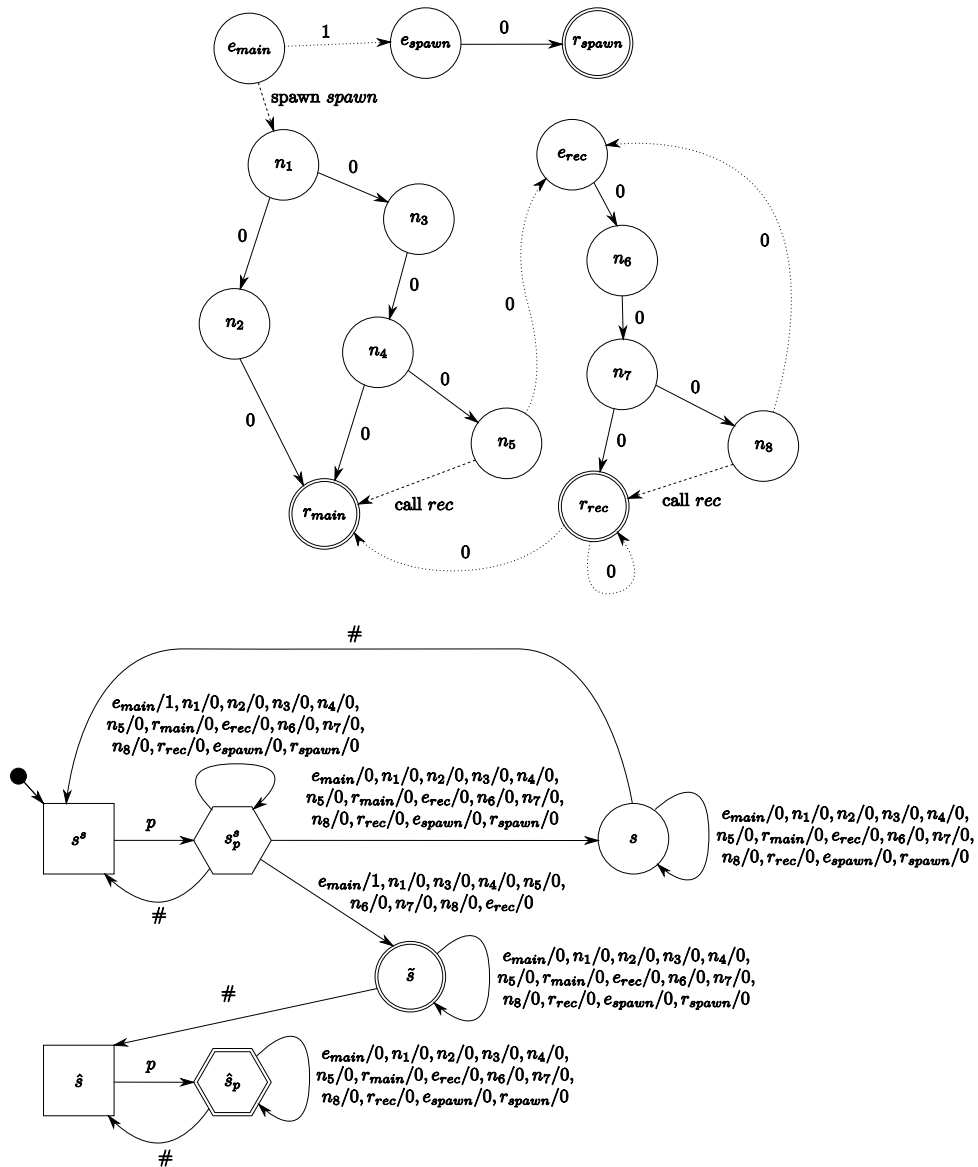 e_main
1
e_spawn
0
r_spawn
spawn spawn
n_1
0
e_rec
0
n_3
0
n_6
0
0
0
n_2
n_4
0
0
n_7
0
0
0
0
0
n_5
n_8
call rec
call rec
r_main
r_rec
0
0
#
e_main/1, n_1/0, n_2/0, n_3/0, n_4/0,
n_5/0, r_main/0, e_rec/0, n_6/0, n_7/0,
n_8/0, r_rec/0, e_spawn/0, r_spawn/0
e_main/0, n_1/0, n_2/0, n_3/0, n_4/0,
n_5/0, r_main/0, e_rec/0, n_6/0, n_7/0,
n_8/0, r_rec/0, e_spawn/0, r_spawn/0
s^s
p
s^s_p
s
e_main/0, n_1/0, n_2/0, n_3/0, n_4/0,
n_5/0, r_main/0, e_rec/0, n_6/0, n_7/0,
n_8/0, r_rec/0, e_spawn/0, r_spawn/0
#
e_main/1, n_1/0, n_3/0, n_4/0, n_5/0,
n_6/0, n_7/0, n_8/0, e_rec/0
s̃
e_main/0, n_1/0, n_2/0, n_3/0, n_4/0,
n_5/0, r_main/0, e_rec/0, n_6/0, n_7/0,
n_8/0, r_rec/0, e_spawn/0, r_spawn/0
#
ŝ
p
ŝ_p
e_main/0, n_1/0, n_2/0, n_3/0, n_4/0,
n_5/0, r_main/0, e_rec/0, n_6/0, n_7/0,
n_8/0, r_rec/0, e_spawn/0, r_spawn/0
#